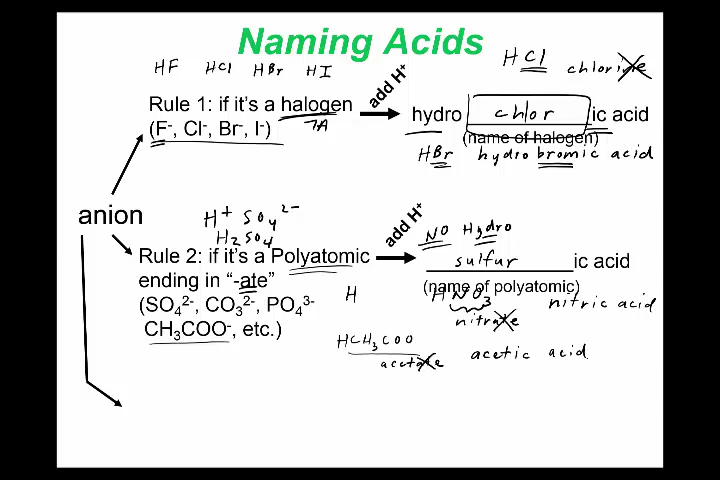 Naming Acids
HF HCl HBr HI
HCl chlorine
Rule 1: if it's a halogen
(F-, Cl-, Br-, I-)
7A
add H+
hydro chlor ic acid
(name of halogen)
HBr hydro bromic acid
anion
H+ SO4 2-
H2SO4
Rule 2: if it's a Polyatomic
ending in "-ate"
(SO4 2-, CO3 2-, PO4 3-
CH3COO-, etc.)
add H+
NO Hydro
sulfur ic acid
(name of polyatomic)
H
HNO3 nitric acid
nitrate
HCH3COO
acetate
acetic acid